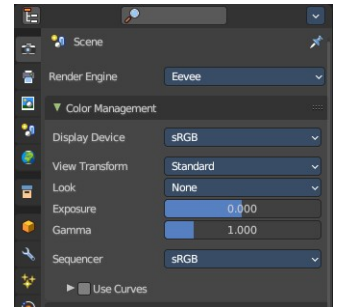 Scene
Render Engine Eevee
Color Management
Display Device sRGB
View Transform Standard
Look None
Exposure 0.000
Gamma 1.000
Sequencer sRGB
Use Curves